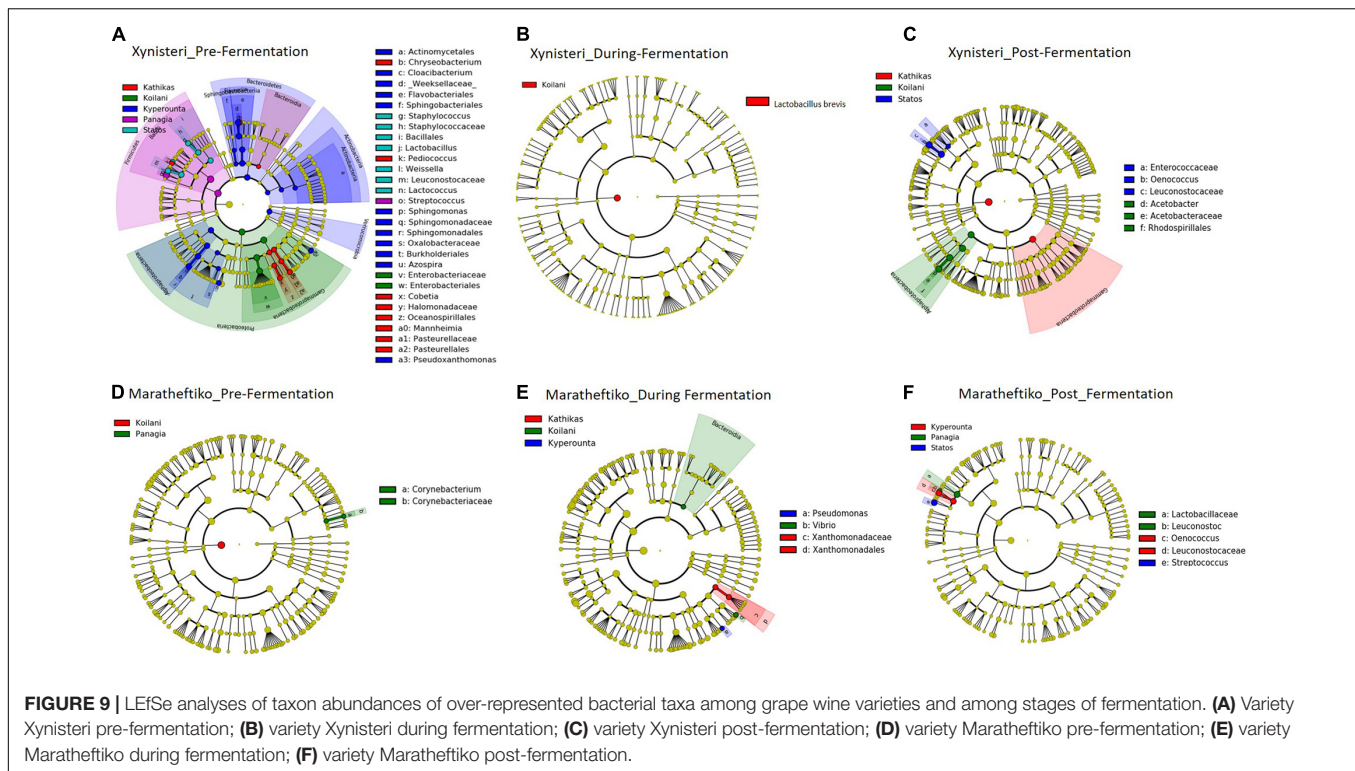 A
Xynisteri_Pre-Fermentation
Kathikas
Koilani
Kyperounta
Panagia
Statos
Bacteroidetes
Bacteroidia
Actinobacteria
Actinobacteria
Firmicutes
Alphaproteobacteria
Proteobacteria
Gammaproteobacteria
a: Actinomycetales
b: Chryseobacterium
c: Cloacibacterium
d: _Weeksellaceae_
e: Flavobacteriales
f: Sphingobacteriales
g: Staphylococcus
h: Staphylococcaceae
i: Bacillales
j: Lactobacillus
k: Pediococcus
l: Weissella
m: Leuconostocaceae
n: Lactococcus
o: Streptococcus
p: Sphingomonas
q: Sphingomonadaceae
r: Sphingomonadales
s: Oxalobacteraceae
t: Burkholderiales
u: Azospira
v: Enterobacteriaceae
w: Enterobacteriales
x: Cobetia
y: Halomonadaceae
z: Oceanospirillales
a0: Mannheimia
a1: Pasteurellaceae
a2: Pasteurellales
a3: Pseudoxanthomonas
B
Xynisteri_During-Fermentation
Koilani
Lactobacillus brevis
C
Xynisteri_Post-Fermentation
Kathikas
Koilani
Statos
Alphaproteobacteria
Gammaproteobacteria
a: Enterococcaceae
b: Oenococcus
c: Leuconostocaceae
d: Acetobacter
e: Acetobacteraceae
f: Rhodospirillales
D
Maratheftiko_Pre-Fermentation
Koilani
Panagia
a: Corynebacterium
b: Corynebacteriaceae
E
Maratheftiko_During Fermentation
Kathikas
Koilani
Kyperounta
Bacteroidia
a: Pseudomonas
b: Vibrio
c: Xanthomonadaceae
d: Xanthomonadales
F
Maratheftiko_Post_Fermentation
Kyperounta
Panagia
Statos
a: Lactobacillaceae
b: Leuconostoc
c: Oenococcus
d: Leuconostocaceae
e: Streptococcus
FIGURE 9 | LEfSe analyses of taxon abundances of over-represented bacterial taxa among grape wine varieties and among stages of fermentation. (A) Variety
Xynisteri pre-fermentation; (B) variety Xynisteri during fermentation; (C) variety Xynisteri post-fermentation; (D) variety Maratheftiko pre-fermentation; (E) variety
Maratheftiko during fermentation; (F) variety Maratheftiko post-fermentation.